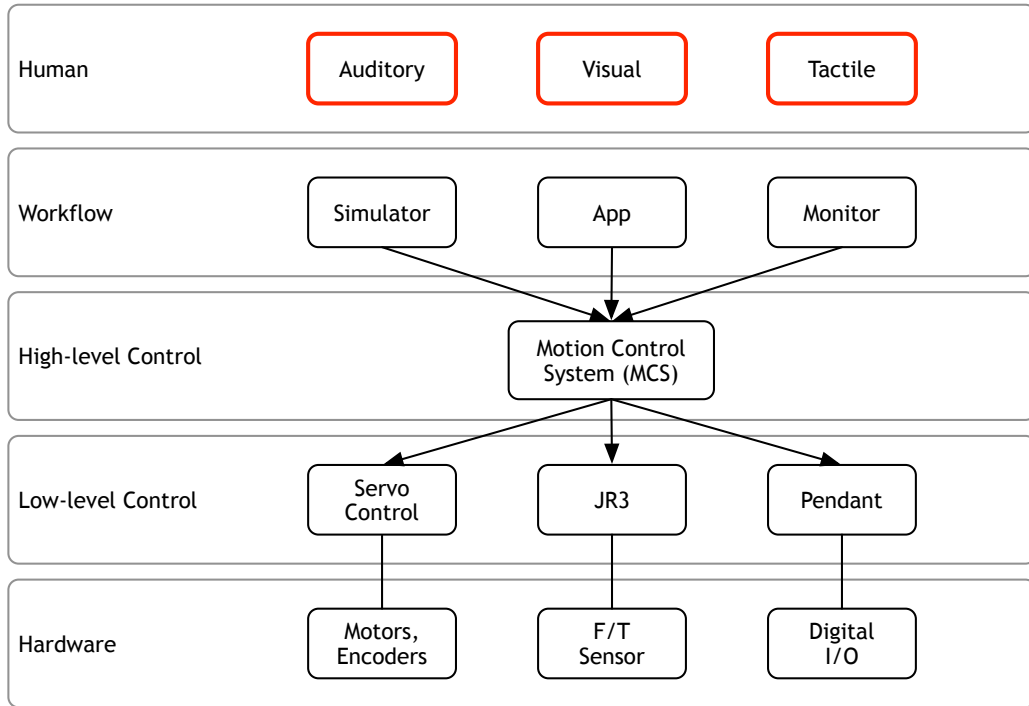 Human
Auditory
Visual
Tactile
Workflow
Simulator
App
Monitor
High-level Control
Motion Control
System (MCS)
Low-level Control
Servo
Control
JR3
Pendant
Hardware
Motors,
Encoders
F/T
Sensor
Digital
I/O